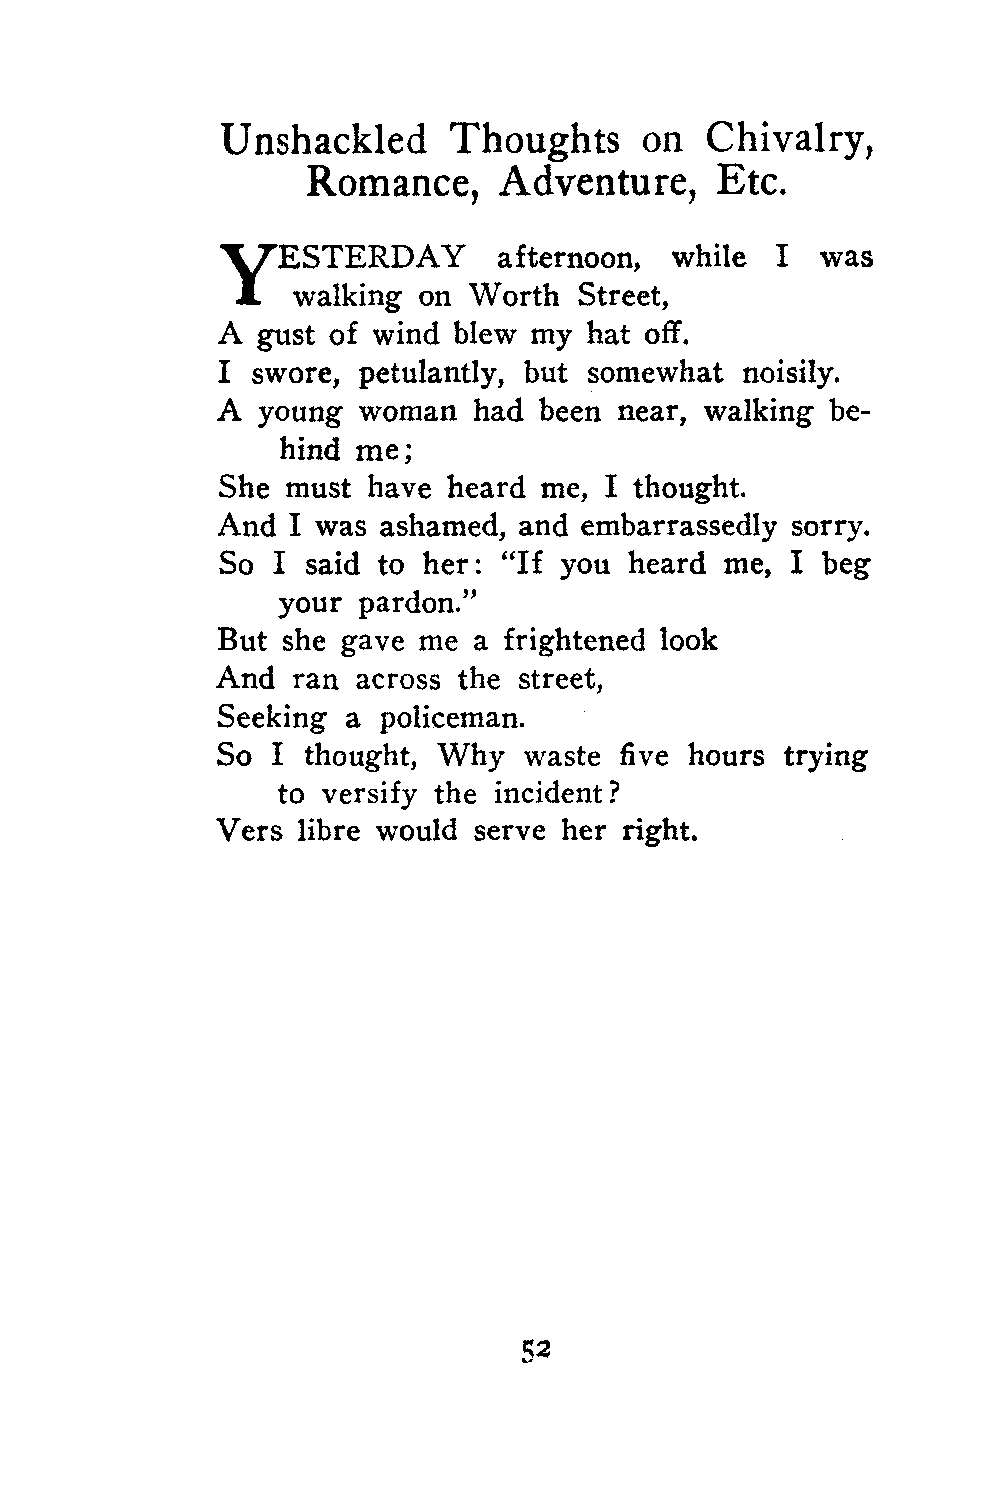 Unshackled Thoughts on Chivalry,
Romance, Adventure, Etc.
YESTERDAY afternoon, while I was
walking on Worth Street,
A gust of wind blew my hat off.
I swore, petulantly, but somewhat noisily.
A young woman had been near, walking be-
hind me;
She must have heard me, I thought.
And I was ashamed, and embarrassedly sorry.
So I said to her: “If you heard me, I beg
your pardon.”
But she gave me a frightened look
And ran across the street,
Seeking a policeman.
So I thought, Why waste five hours trying
to versify the incident?
Vers libre would serve her right.
52